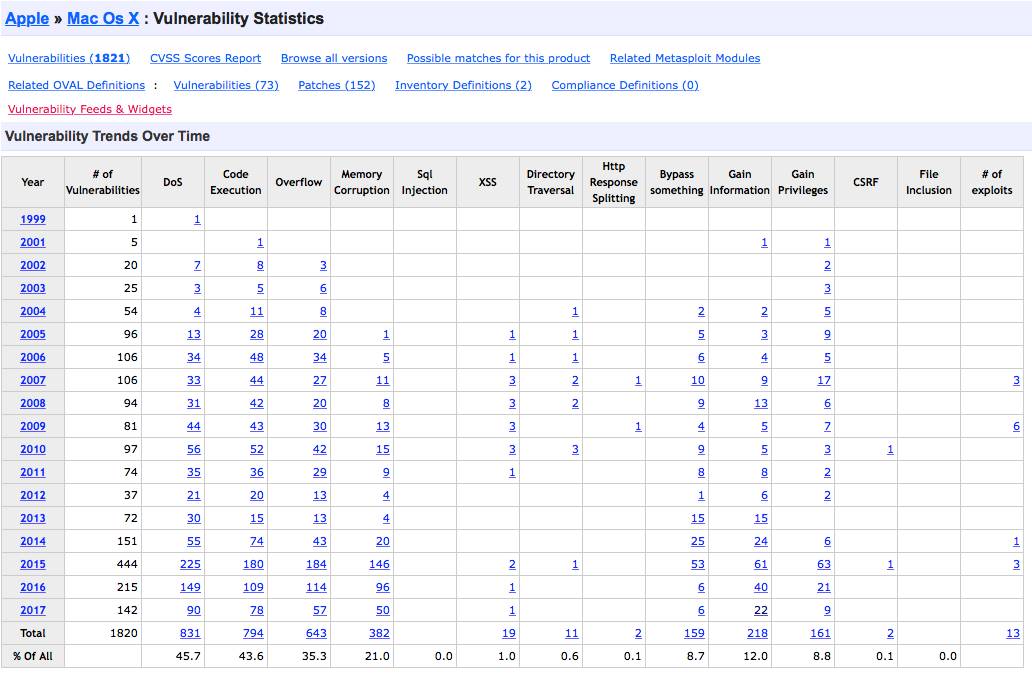 Apple » Mac Os X : Vulnerability Statistics
Vulnerabilities (1821) CVSS Scores Report Browse all versions Possible matches for this product Related Metasploit Modules
Related OVAL Definitions : Vulnerabilities (73) Patches (152) Inventory Definitions (2) Compliance Definitions (0)
Vulnerability Feeds & Widgets
Vulnerability Trends Over Time
Year # of Vulnerabilities DoS Code Execution Overflow Memory Corruption Sql Injection XSS Directory Traversal Http Response Splitting Bypass something Gain Information Gain Privileges CSRF File Inclusion # of exploits
1999 1 1
2001 5 1 1 1
2002 20 7 8 3 2
2003 25 3 5 6 3
2004 54 4 11 8 1 2 2 5
2005 96 13 28 20 1 1 1 5 3 9
2006 106 34 48 34 5 1 1 6 4 5
2007 106 33 44 27 11 3 2 1 10 9 17 3
2008 94 31 42 20 8 3 2 9 13 6
2009 81 44 43 30 13 3 1 4 5 7 6
2010 97 56 52 42 15 3 3 9 5 3 1
2011 74 35 36 29 9 1 8 8 2
2012 37 21 20 13 4 1 6 2
2013 72 30 15 13 4 15 15
2014 151 55 74 43 20 25 24 6 1
2015 444 225 180 184 146 2 1 53 61 63 1 3
2016 215 149 109 114 96 1 6 40 21
2017 142 90 78 57 50 1 6 22 9
Total 1820 831 794 643 382 19 11 2 159 218 161 2 13
% Of All 45.7 43.6 35.3 21.0 0.0 1.0 0.6 0.1 8.7 12.0 8.8 0.1 0.0